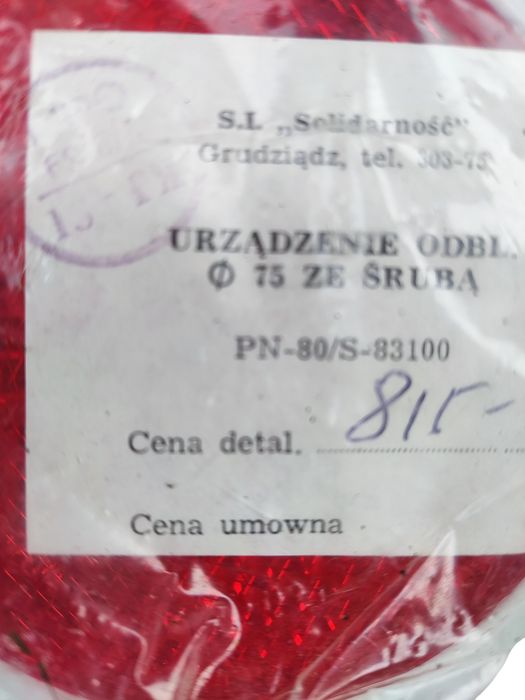 S.I. „Solidarność”
Grudziądz, tel. 303-75
URZĄDZENIE ODBL.
Ø 75 ZE ŚRUBĄ
PN-80/S-83100
Cena detal. 815-
Cena umowna